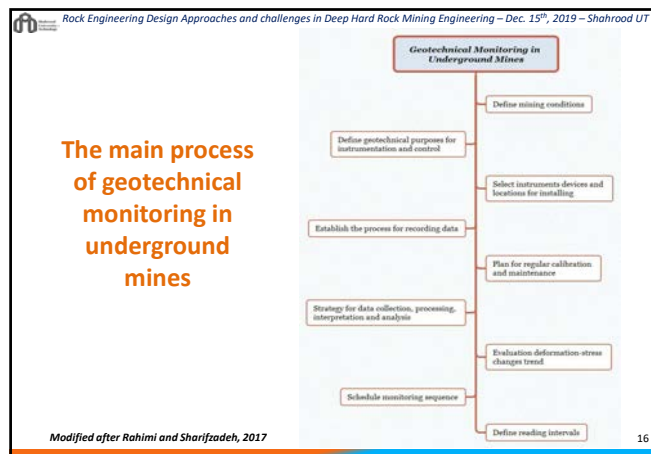 Rock Engineering Design Approaches and challenges in Deep Hard Rock Mining Engineering – Dec. 15th, 2019 – Shahrood UT
Geotechnical Monitoring in
Underground Mines
Define mining conditions
Define geotechnical purposes for
instrumentation and control
Select instruments devices and
locations for installing
Establish the process for recording data
Plan for regular calibration
and maintenance
Strategy for data collection, processing,
interpretation and analysis
Evaluation deformation-stress
changes trend
Schedule monitoring sequence
Define reading intervals
The main process
of geotechnical
monitoring in
underground
mines
Modified after Rahimi and Sharifzadeh, 2017
16